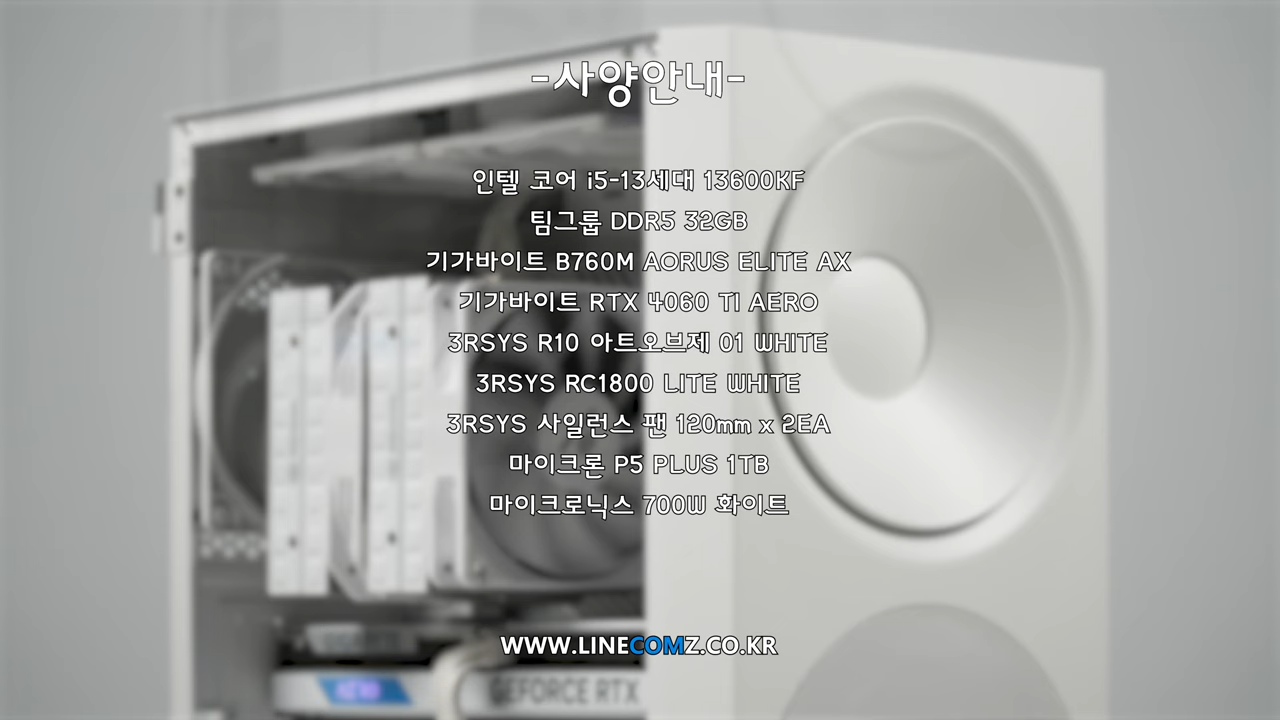 -사양안내-
인텔 코어 i5-13세대 13600KF
팀그룹 DDR5 32GB
기가바이트 B760M AORUS ELITE AX
기가바이트 RTX 4060 TI AERO
3RSYS R10 아트오브제 01 WHITE
3RSYS RC1800 LITE WHITE
3RSYS 사일런스 팬 120mm x 2EA
마이크론 P5 PLUS 1TB
마이크로닉스 700W 화이트
WWW.LINECOMZ.CO.KR
GEFORCE RTX